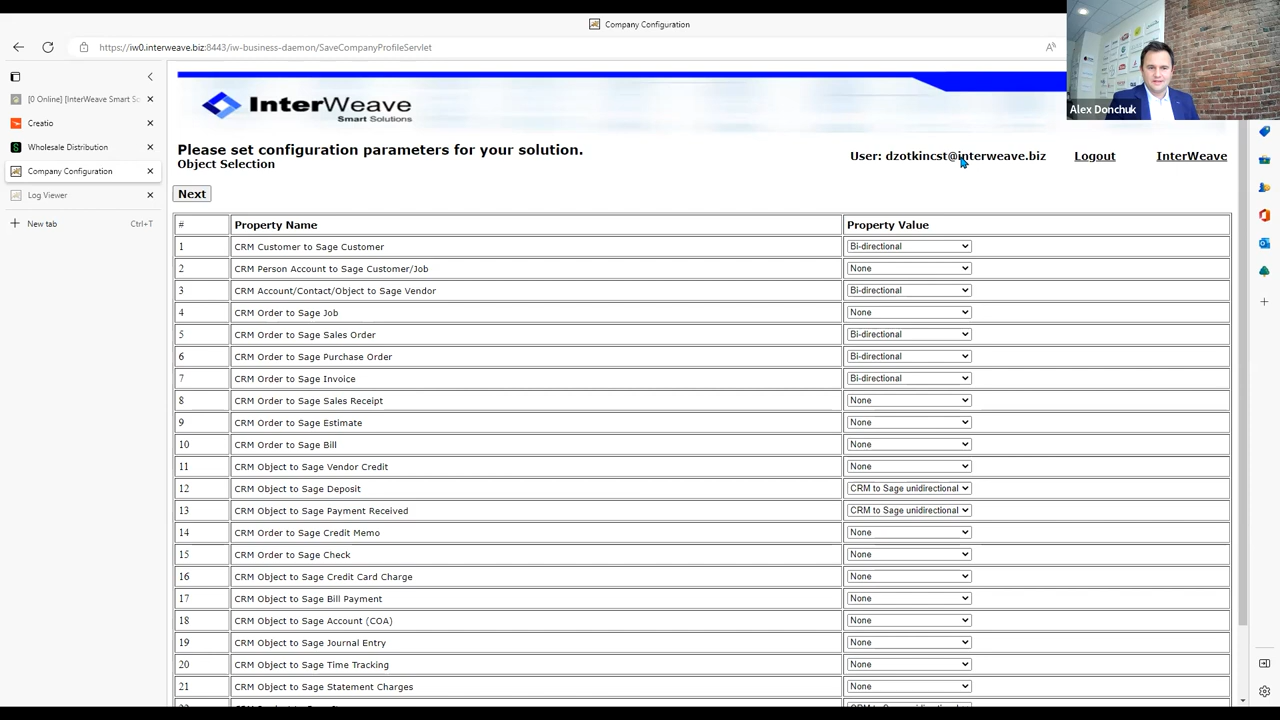 Company Configuration
https://iw0.interweave.biz:8443/iw-business-daemon/SaveCompanyProfileServlet
Alex Donchuk
[0 Online] [InterWeave Smart Sc
Creatio
Wholesale Distribution
Company Configuration
Log Viewer
New tab Ctrl+T
InterWeave
Smart Solutions
Please set configuration parameters for your solution.
Object Selection
User: dzotkincst@interweave.biz Logout InterWeave
Next
# Property Name Property Value
1 CRM Customer to Sage Customer Bi-directional
2 CRM Person Account to Sage Customer/Job None
3 CRM Account/Contact/Object to Sage Vendor Bi-directional
4 CRM Order to Sage Job None
5 CRM Order to Sage Sales Order Bi-directional
6 CRM Order to Sage Purchase Order Bi-directional
7 CRM Order to Sage Invoice Bi-directional
8 CRM Order to Sage Sales Receipt None
9 CRM Order to Sage Estimate None
10 CRM Order to Sage Bill None
11 CRM Object to Sage Vendor Credit None
12 CRM Object to Sage Deposit CRM to Sage unidirectional
13 CRM Object to Sage Payment Received CRM to Sage unidirectional
14 CRM Order to Sage Credit Memo None
15 CRM Order to Sage Check None
16 CRM Object to Sage Credit Card Charge None
17 CRM Object to Sage Bill Payment None
18 CRM Object to Sage Account (COA) None
19 CRM Object to Sage Journal Entry None
20 CRM Object to Sage Time Tracking None
21 CRM Object to Sage Statement Charges None